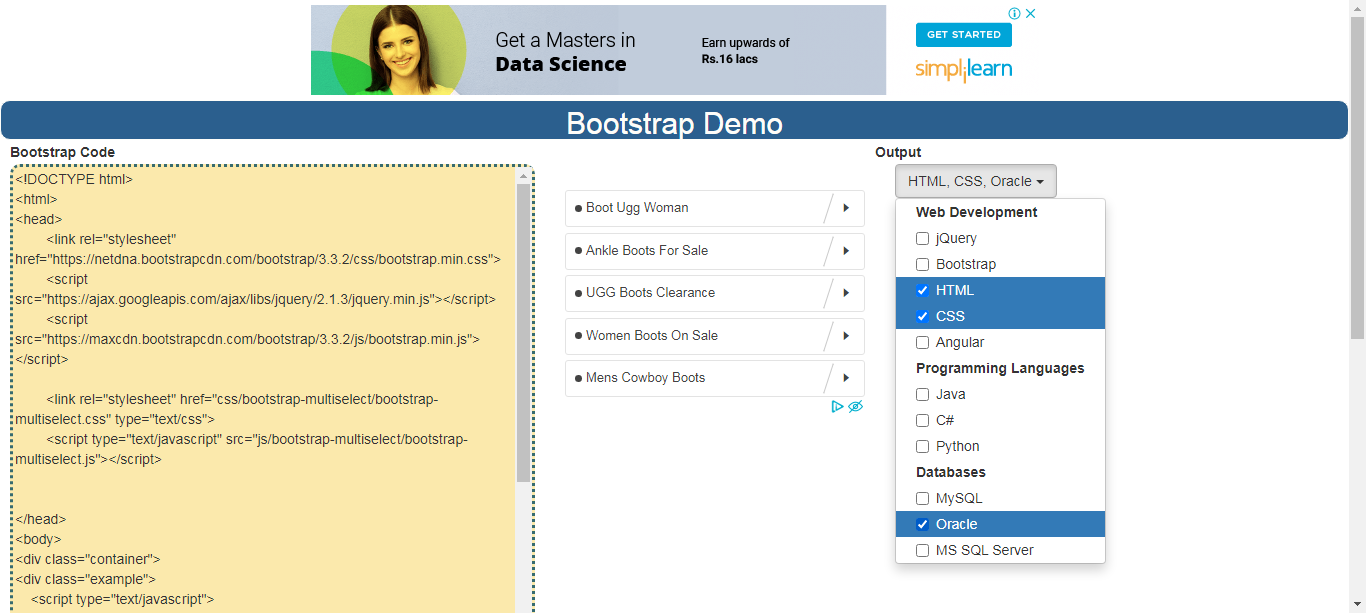 Get a Masters in
Data Science
Earn upwards of
Rs.16 lacs
GET STARTED
simplilearn
Bootstrap Demo
Bootstrap Code
<!DOCTYPE html>
<html>
<head>
<link rel="stylesheet"
href="https://netdna.bootstrapcdn.com/bootstrap/3.3.2/css/bootstrap.min.css">
<script
src="https://ajax.googleapis.com/ajax/libs/jquery/2.1.3/jquery.min.js"></script>
<script
src="https://maxcdn.bootstrapcdn.com/bootstrap/3.3.2/js/bootstrap.min.js">
</script>
<link rel="stylesheet" href="css/bootstrap-multiselect/bootstrap-
multiselect.css" type="text/css">
<script type="text/javascript" src="js/bootstrap-multiselect/bootstrap-
multiselect.js"></script>
</head>
<body>
<div class="container">
<div class="example">
<script type="text/javascript">
Boot Ugg Woman
Ankle Boots For Sale
UGG Boots Clearance
Women Boots On Sale
Mens Cowboy Boots
Output
HTML, CSS, Oracle
Web Development
jQuery
Bootstrap
HTML
CSS
Angular
Programming Languages
Java
C#
Python
Databases
MySQL
Oracle
MS SQL Server